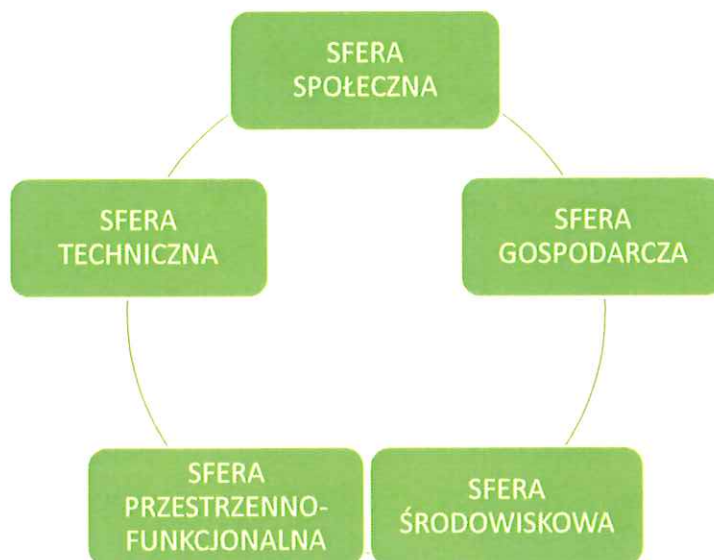 SFERA
SPOŁECZNA
SFERA
TECHNICZNA
SFERA
GOSPODARCZA
SFERA
PRZESTRZENNO-
FUNKCJONALNA
SFERA
ŚRODOWISKOWA